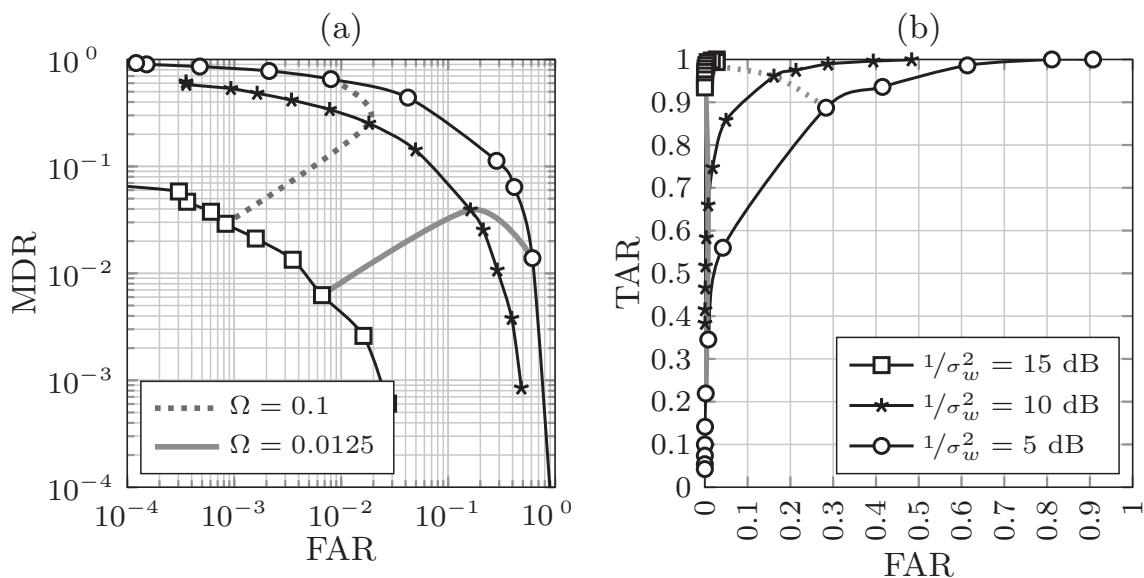 (a)
10^0
10^−1
10^−2
10^−3
10^−4
MDR
Ω = 0.1
Ω = 0.0125
10^−4
10^−3
10^−2
10^−1
10^0
FAR
(b)
1
0.9
0.8
0.7
0.6
0.5
0.4
0.3
0.2
0.1
0
TAR
1/σ_w^2 = 15 dB
1/σ_w^2 = 10 dB
1/σ_w^2 = 5 dB
0
0.1
0.2
0.3
0.4
0.5
0.6
0.7
0.8
0.9
1
FAR